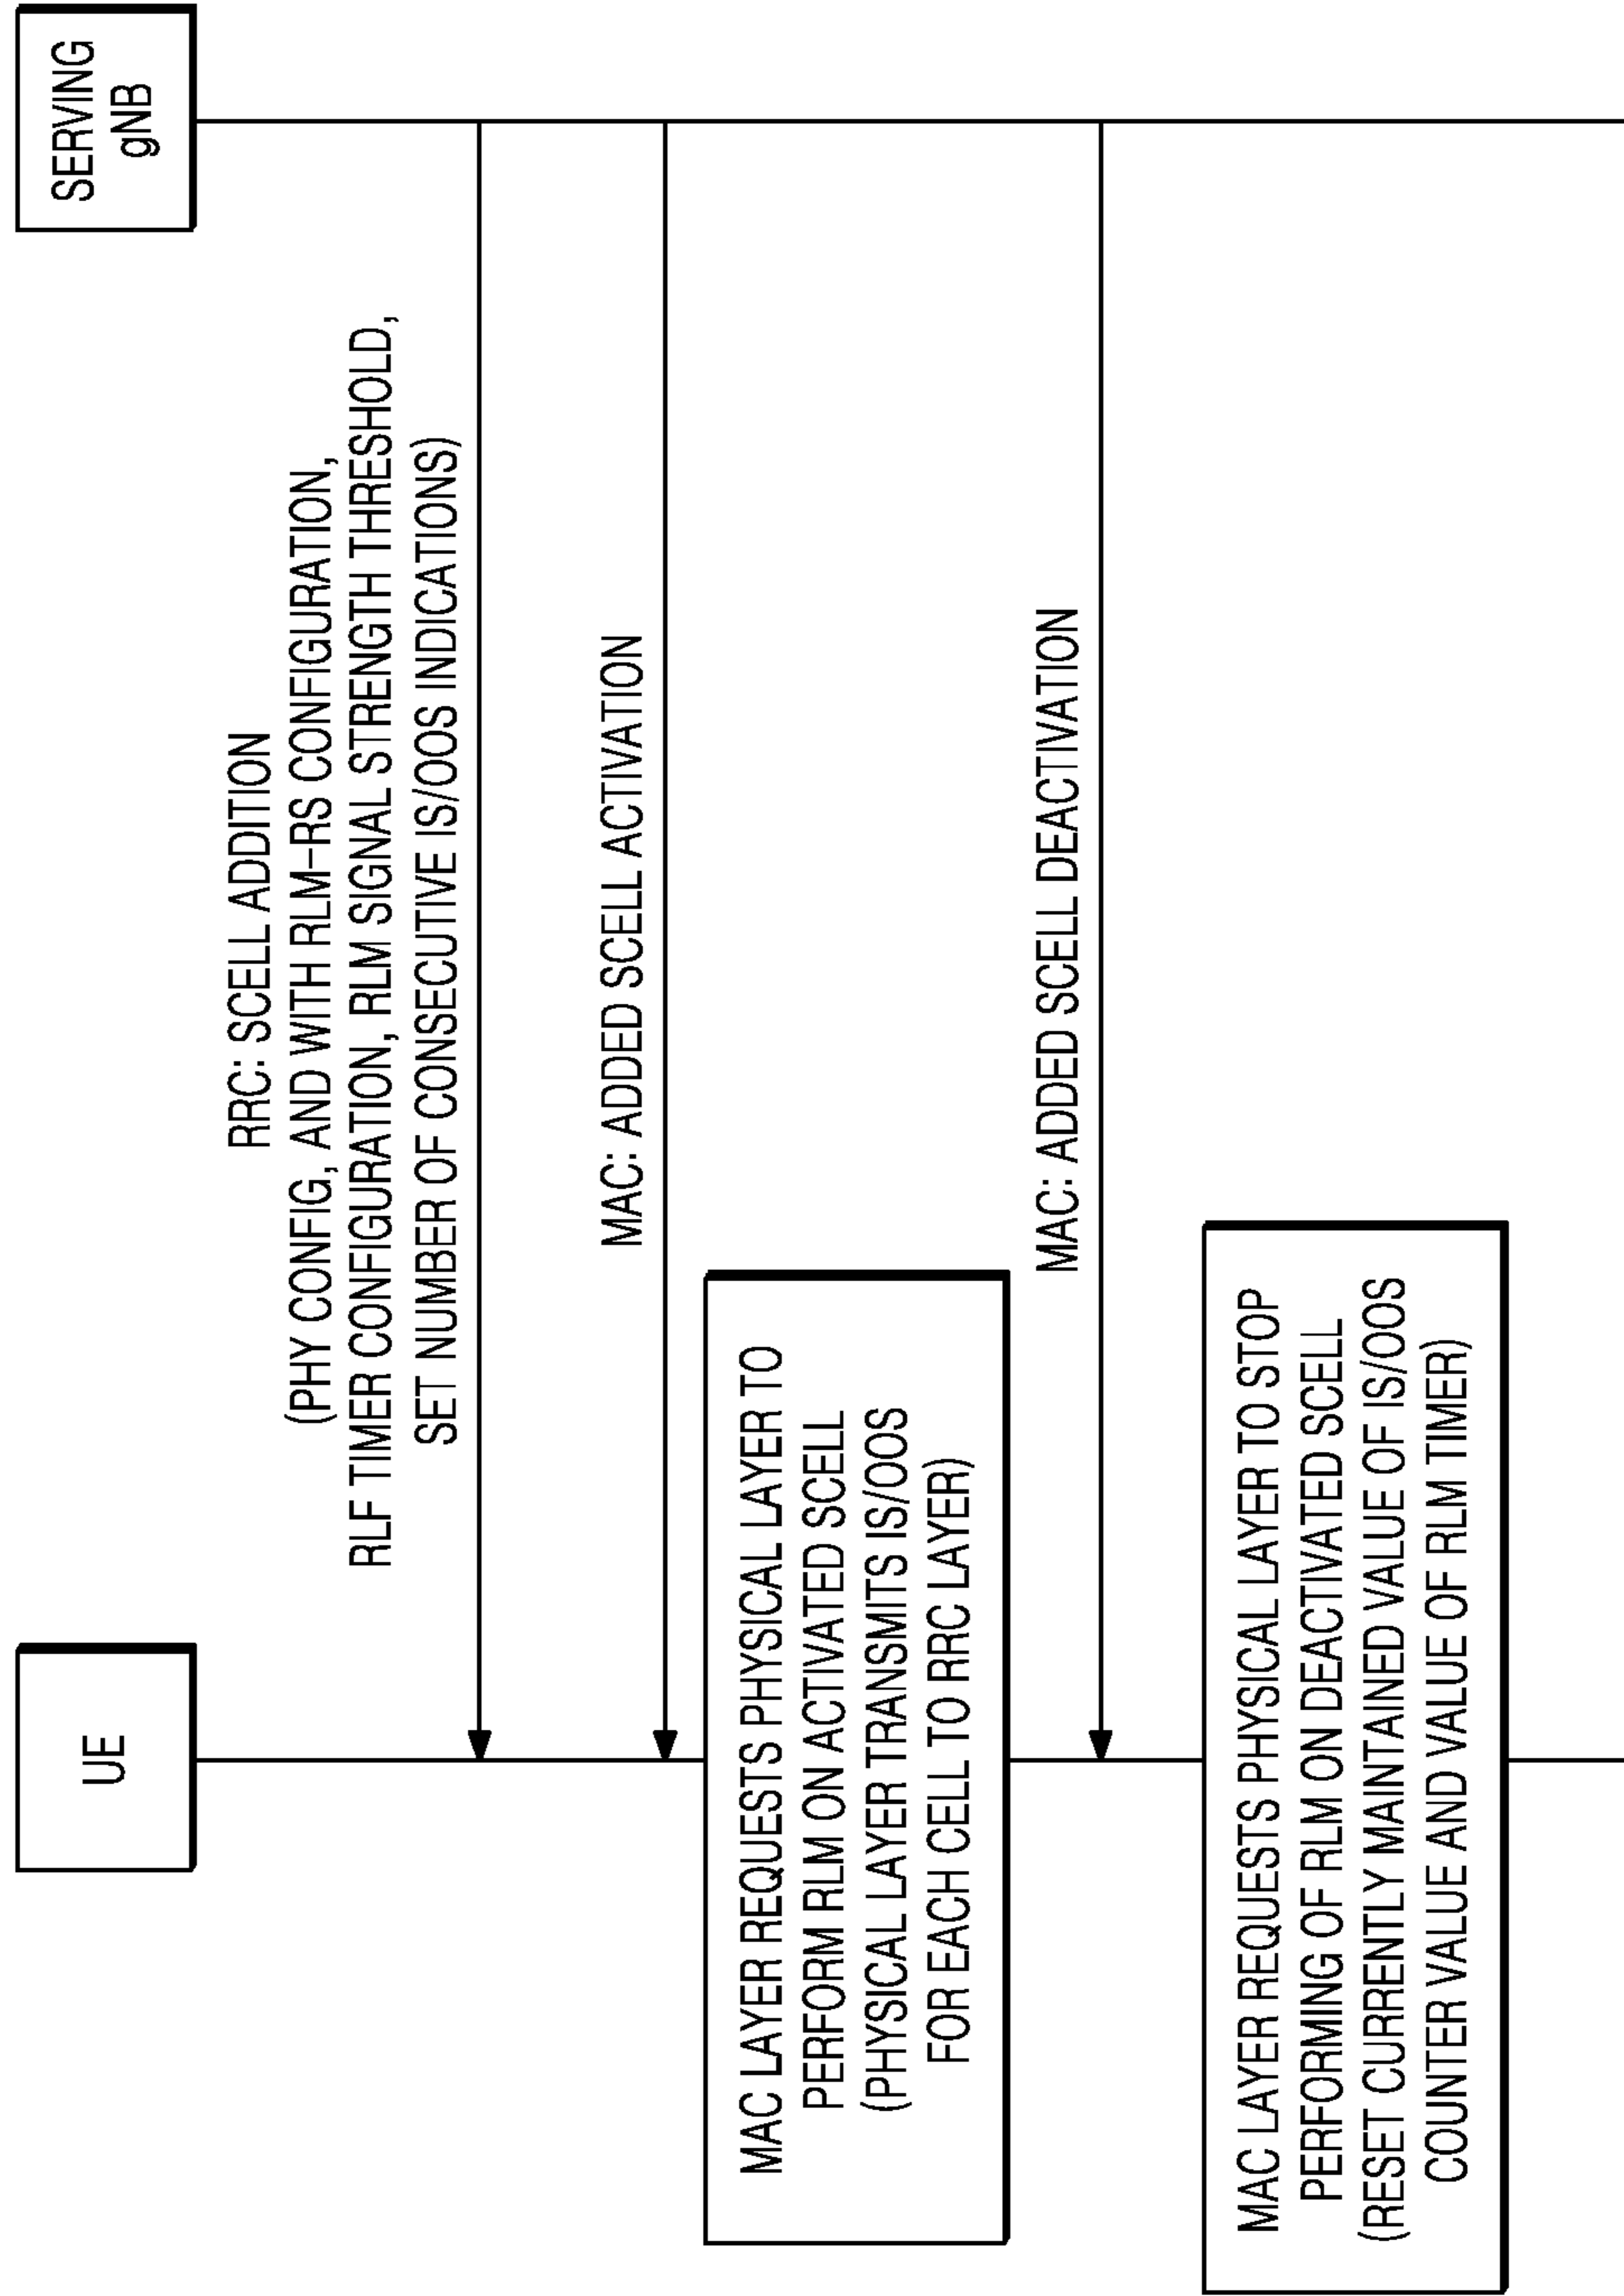 UE
SERVING
gNB
RRC: SCELL ADDITION
(PHY CONFIG, AND WITH RLM-RS CONFIGURATION,
RLF TIMER CONFIGURATION, RLM SIGNAL STRENGTH THRESHOLD,
SET NUMBER OF CONSECUTIVE IS/OOS INDICATIONS)
MAC: ADDED SCELL ACTIVATION
MAC LAYER REQUESTS PHYSICAL LAYER TO
PERFORM RLM ON ACTIVATED SCELL
(PHYSICAL LAYER TRANSMITS IS/OOS
FOR EACH CELL TO RRC LAYER)
MAC: ADDED SCELL DEACTIVATION
MAC LAYER REQUESTS PHYSICAL LAYER TO STOP
PERFORMING OF RLM ON DEACTIVATED SCELL
(RESET CURRENTLY MAINTAINED VALUE OF IS/OOS
COUNTER VALUE AND VALUE OF RLM TIMER)